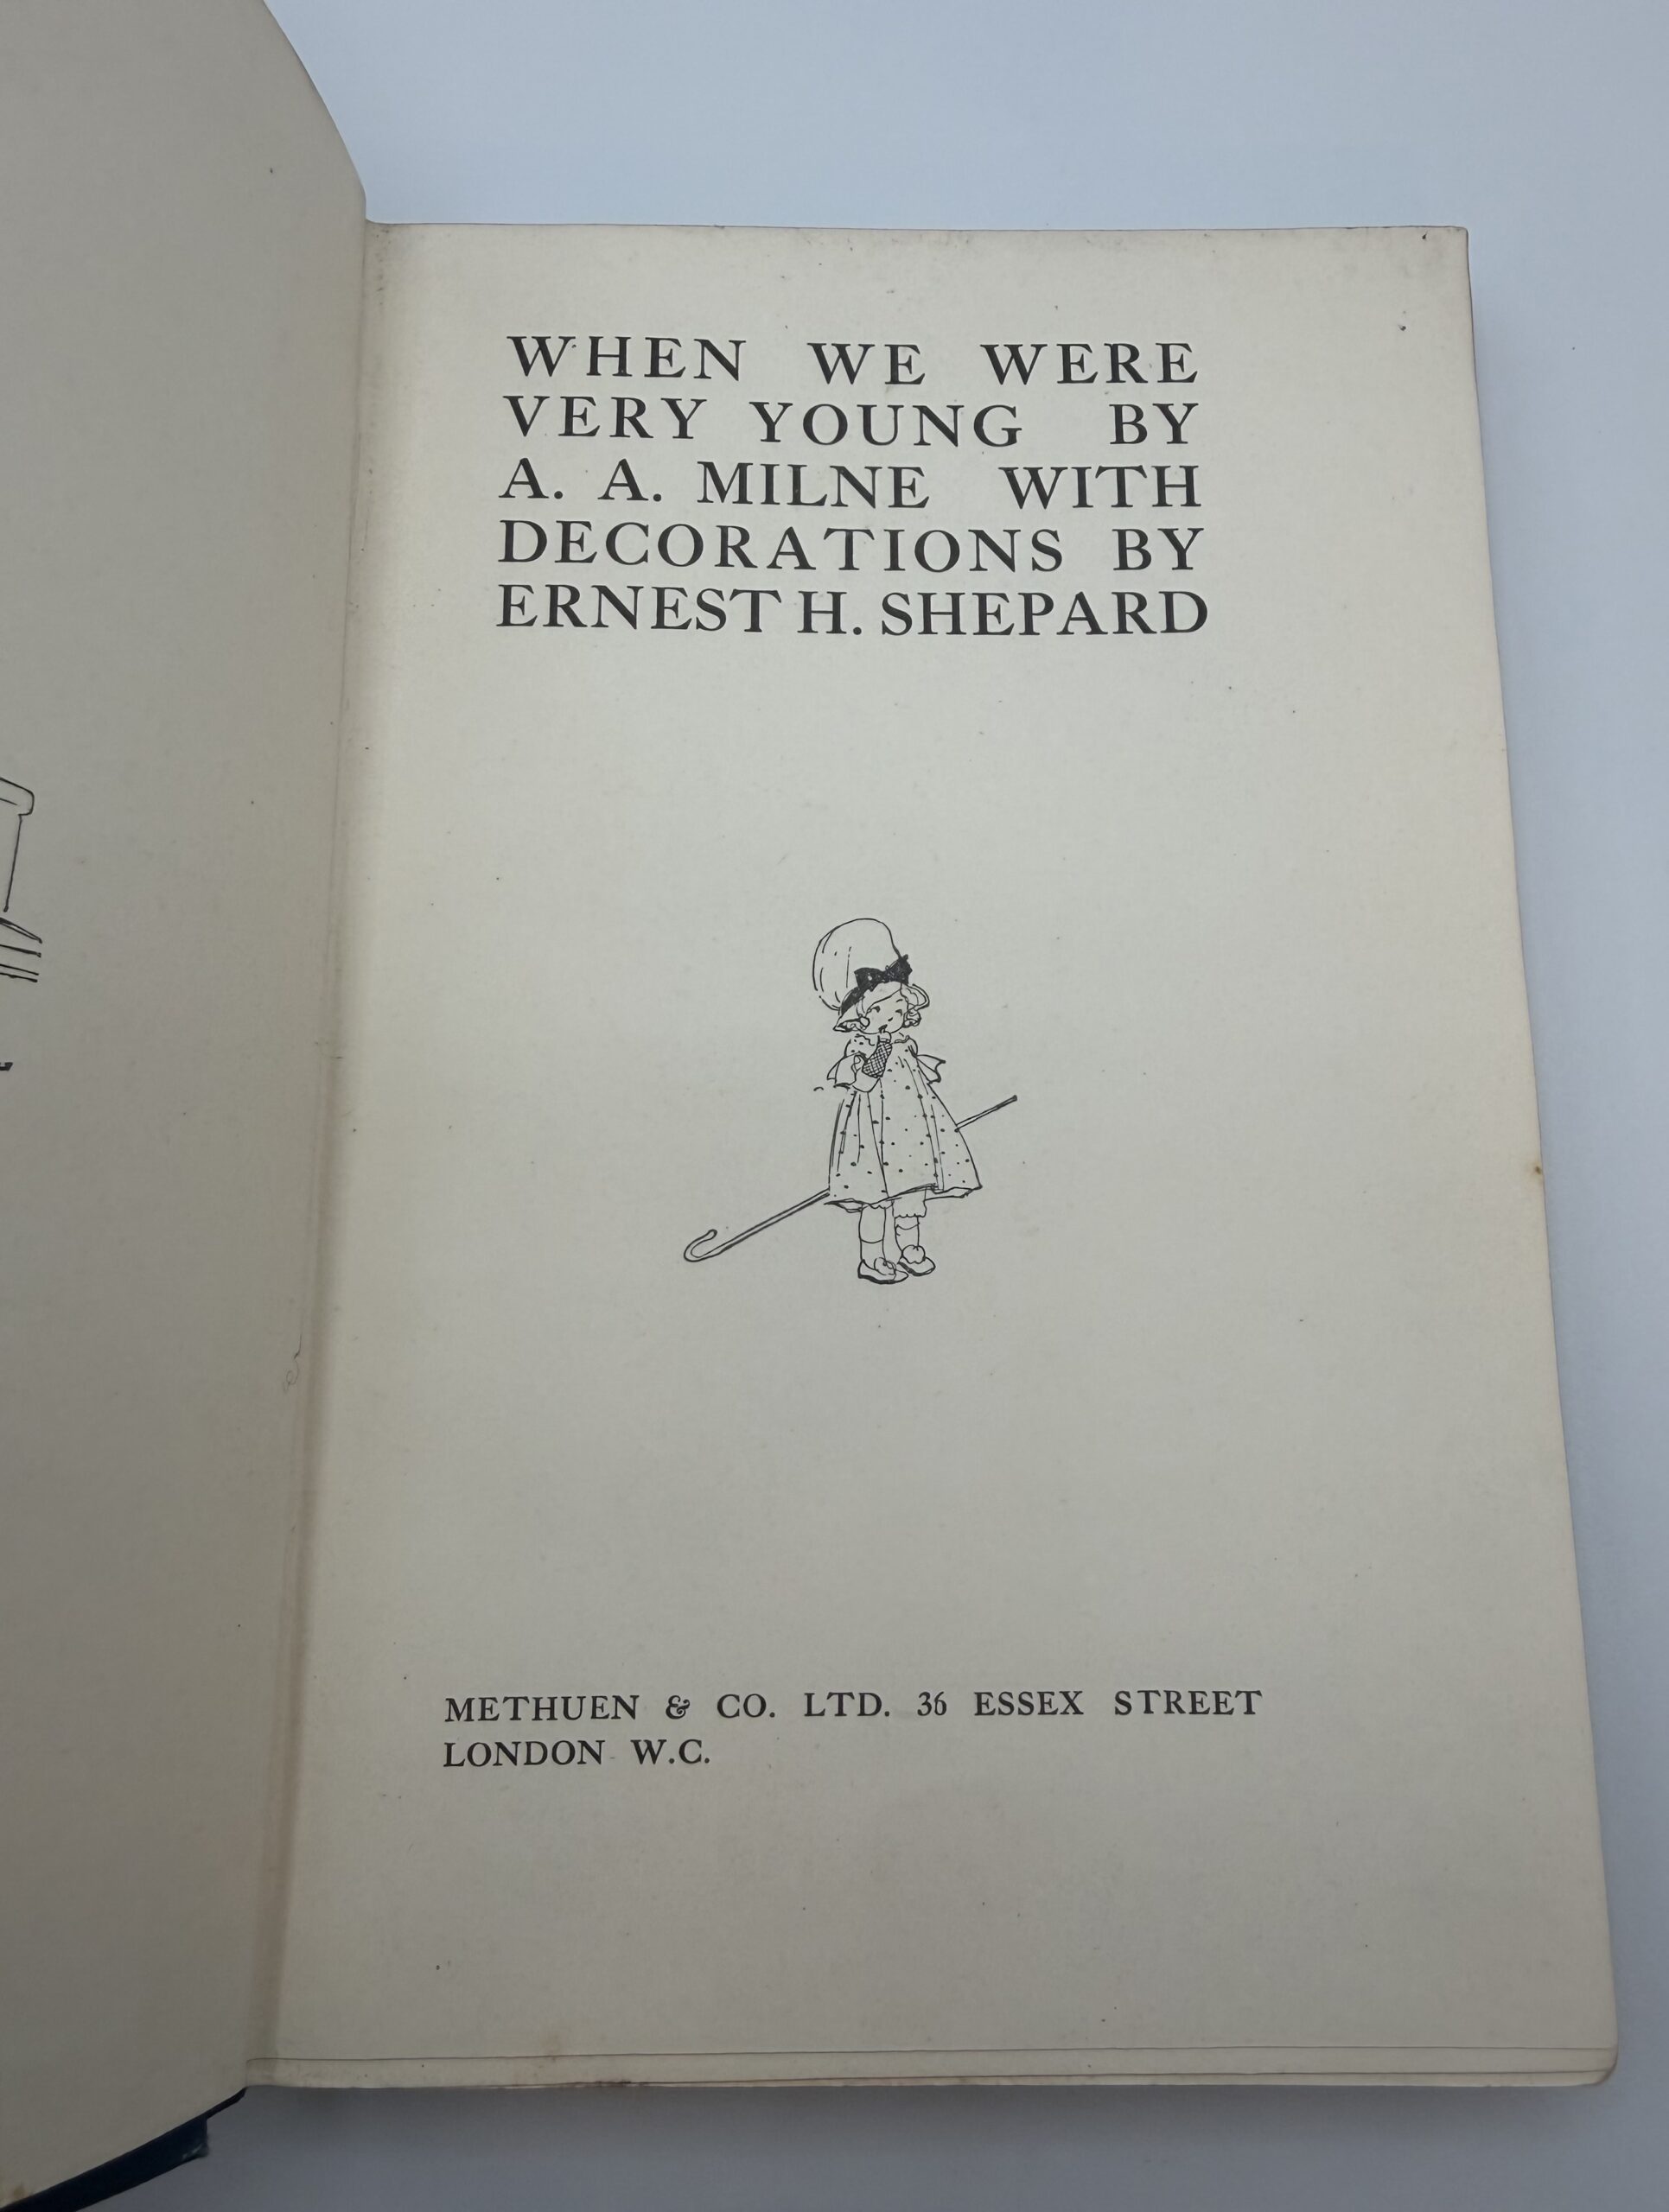 WHEN WE WERE
VERY YOUNG BY
A. A. MILNE WITH
DECORATIONS BY
ERNEST H. SHEPARD
METHUEN & CO. LTD. 36 ESSEX STREET
LONDON W.C.